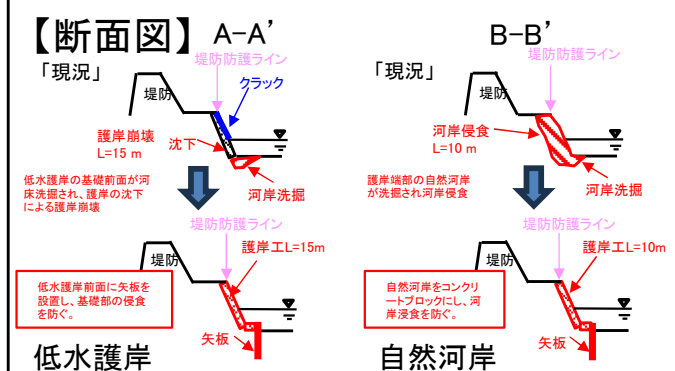 【断面図】 A-A’
堤防防護ライン
「現況」
クラック
堤防
護岸崩壊
L=15 m
沈下
低水護岸の基礎前面が河
床洗掘され、護岸の沈下
による護岸崩壊
河岸洗掘
堤防防護ライン
護岸工L=15m
堤防
低水護岸前面に矢板を
設置し、基礎部の侵食
を防ぐ。
矢板
低水護岸
B-B’
堤防防護ライン
「現況」
堤防
河岸侵食
L=10 m
護岸端部の自然河岸
が洗掘され河岸侵食
河岸洗掘
堤防防護ライン
護岸工L=10m
堤防
自然河岸をコンクリ
ートブロックにし、河
岸浸食を防ぐ。
矢板
自然河岸